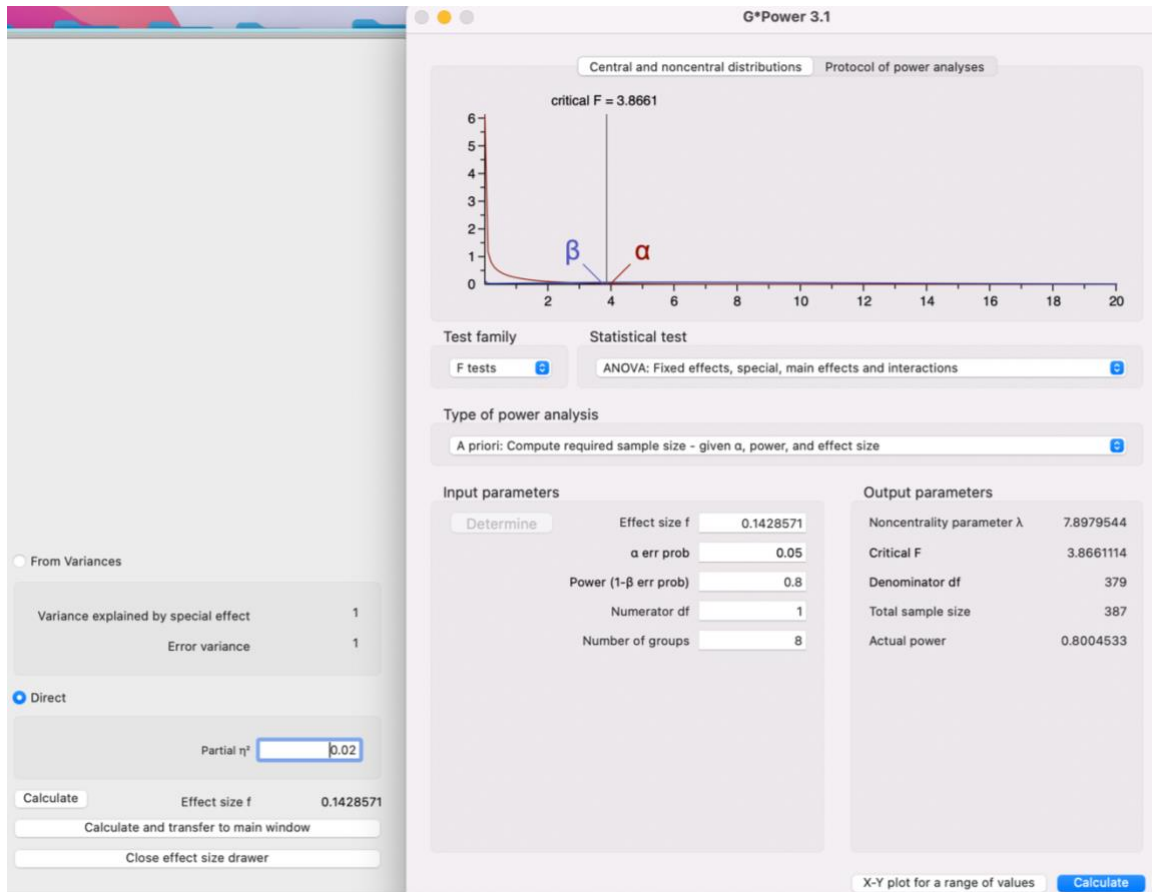 G*Power 3.1
Central and noncentral distributions Protocol of power analyses
critical F = 3.8661
6
5
4
3
2
1
0
β α
2 4 6 8 10 12 14 16 18 20
Test family Statistical test
F tests ANOVA: Fixed effects, special, main effects and interactions
Type of power analysis
A priori: Compute required sample size - given α, power, and effect size
Input parameters
Determine Effect size f 0.1428571
α err prob 0.05
Power (1-β err prob) 0.8
Numerator df 1
Number of groups 8
Output parameters
Noncentrality parameter λ 7.8979544
Critical F 3.8661114
Denominator df 379
Total sample size 387
Actual power 0.8004533
From Variances
Variance explained by special effect 1
Error variance 1
Direct
Partial η² 0.02
Calculate Effect size f 0.1428571
Calculate and transfer to main window
Close effect size drawer
X-Y plot for a range of values Calculate